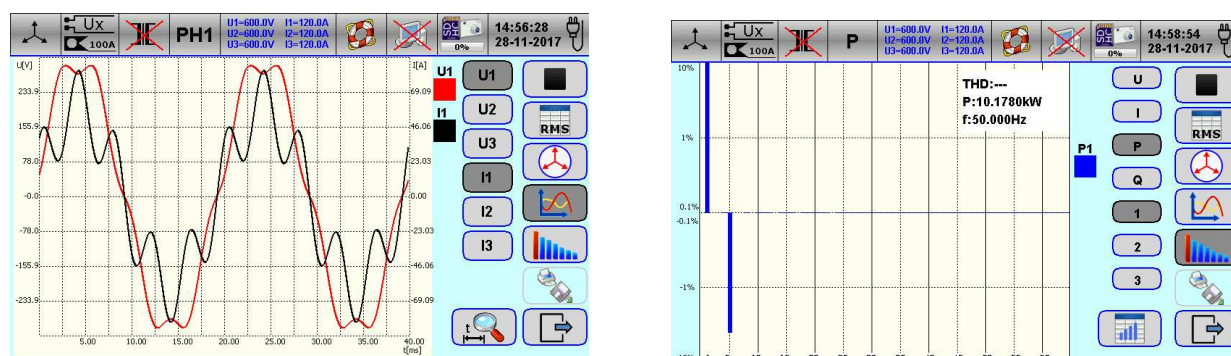 Ux
100A
PH1
U1=600.0V I1=120.0A
U2=600.0V I2=120.0A
U3=600.0V I3=120.0A
SD HC
0%
14:56:28
28-11-2017
U[V]
I[A]
233.9
155.9
78.0
-0.0
-78.0
-155.9
-233.9
69.09
46.06
23.03
0.00
-23.03
-46.06
-69.09
5.00 10.00 15.00 20.00 25.00 30.00 35.00 40.00
t[ms]
U1
I1
U1
U2
U3
I1
I2
I3
RMS
t
Ux
100A
P
U1=600.0V I1=120.0A
U2=600.0V I2=120.0A
U3=600.0V I3=120.0A
SD HC
0%
14:58:54
28-11-2017
10%
1%
0.1%
-0.1%
-1%
THD:---
P:10.1780kW
f:50.000Hz
P1
U
I
P
Q
1
2
3
RMS